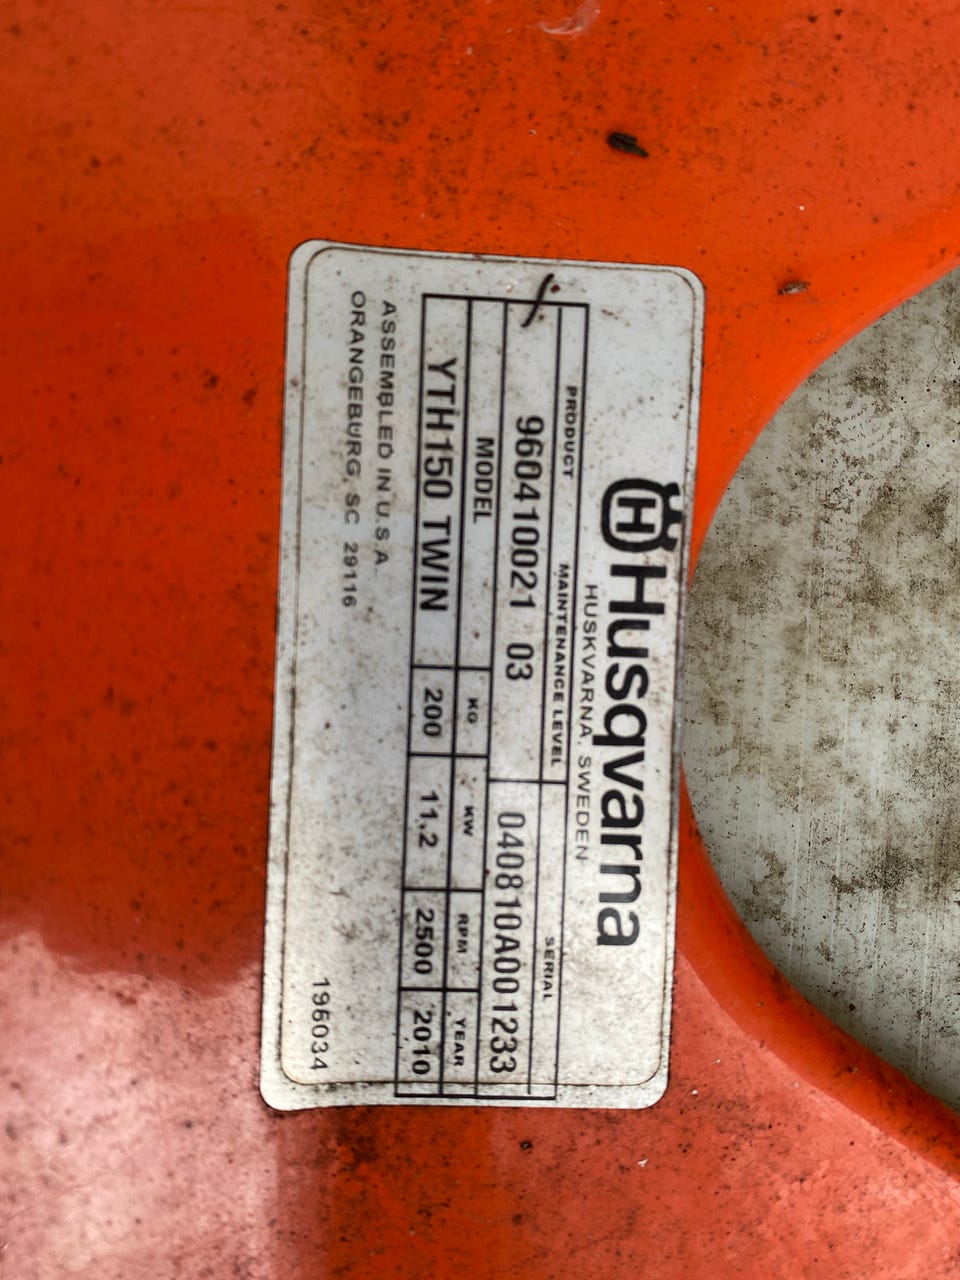 Husqvarna
HUSKVARNA, SWEDEN
PRODUCT MAINTENANCE LEVEL SERIAL
960410021 03 040810A001233
MODEL KG KW RPM YEAR
YTH150 TWIN 200 11,2 2500 2010
ASSEMBLED IN U.S.A
ORANGEBURG, SC 29116
195034